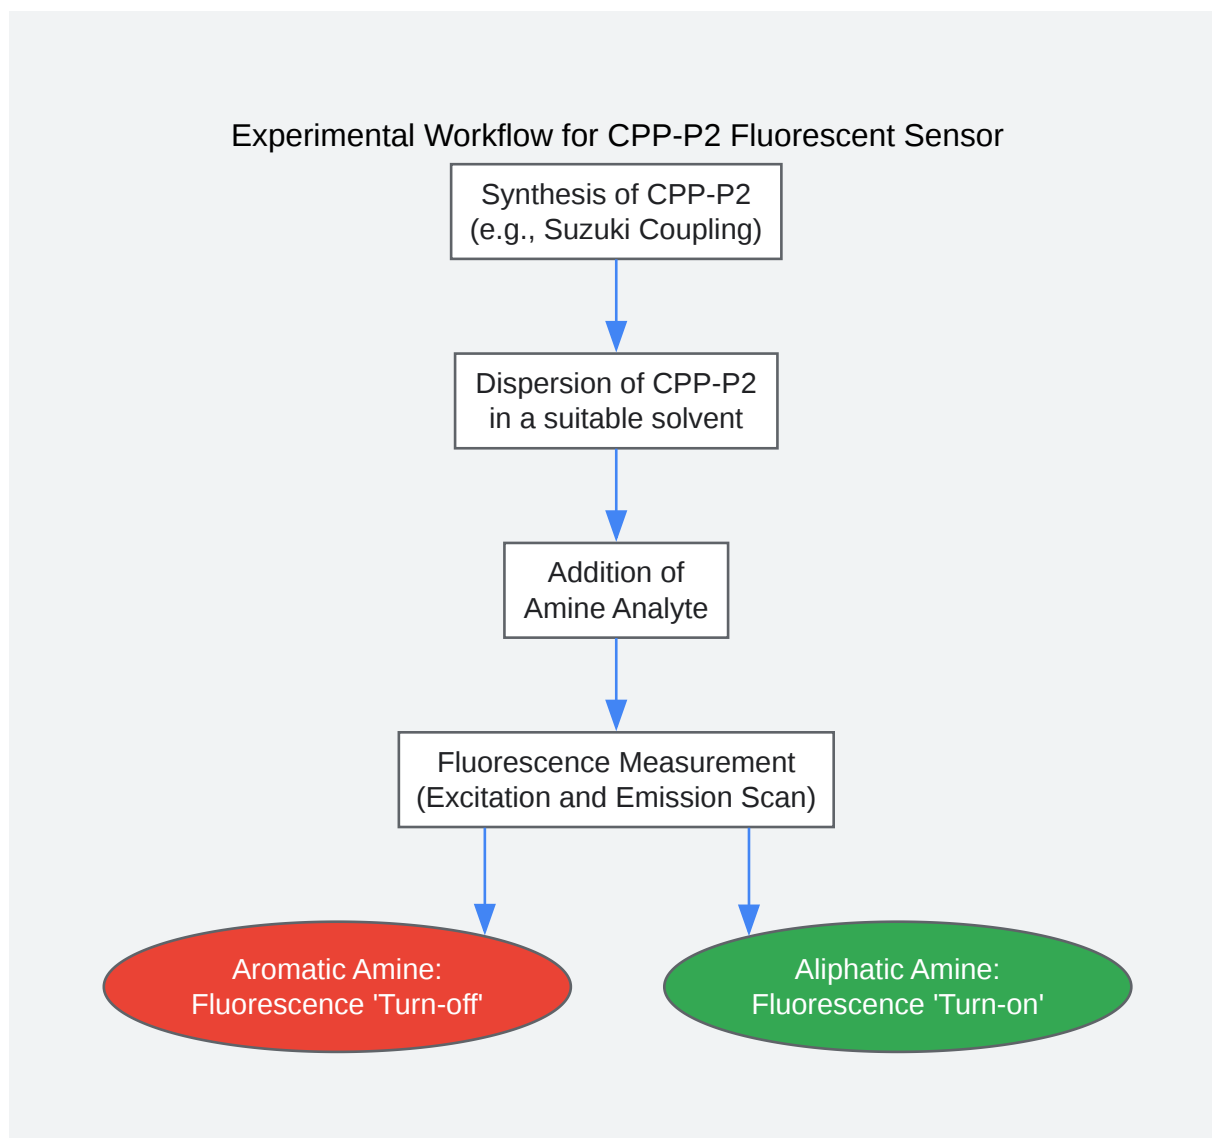 Experimental Workflow for CPP-P2 Fluorescent Sensor
Synthesis of CPP-P2
(e.g., Suzuki Coupling)
Dispersion of CPP-P2
in a suitable solvent
Addition of
Amine Analyte
Fluorescence Measurement
(Excitation and Emission Scan)
Aromatic Amine:
Fluorescence 'Turn-off'
Aliphatic Amine:
Fluorescence 'Turn-on'